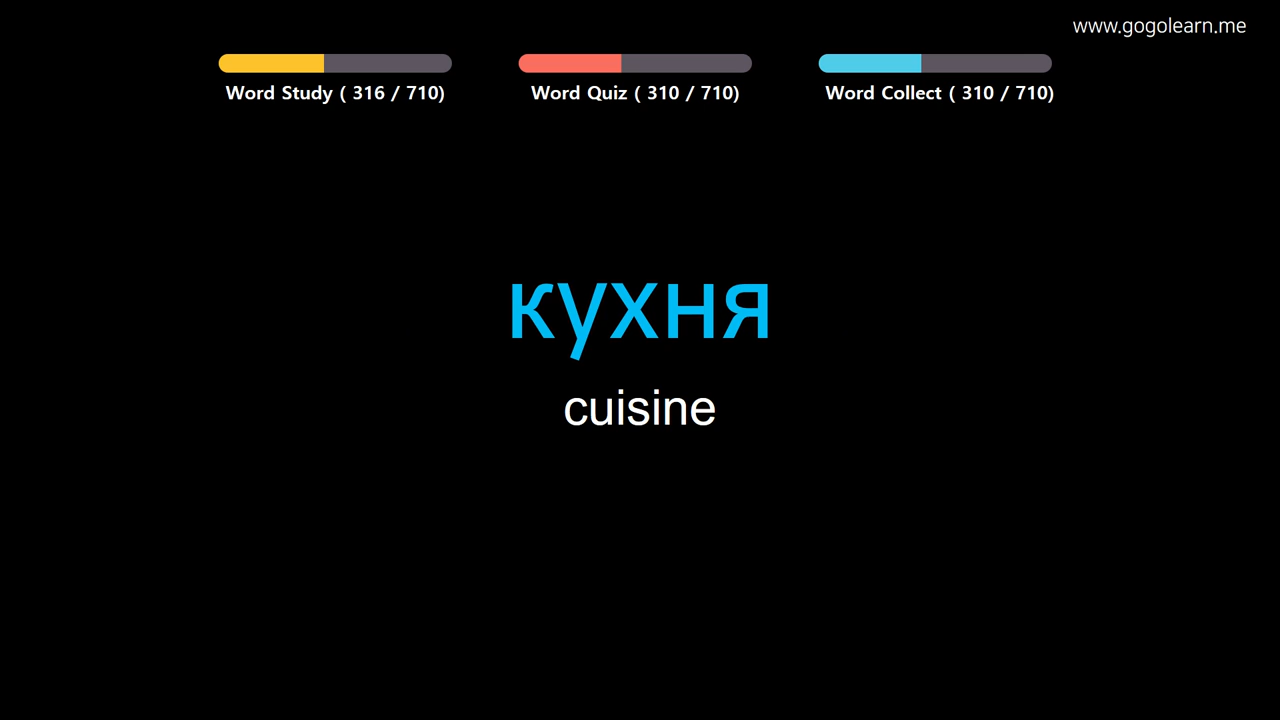 www.gogolearn.me
Word Study ( 316 / 710)
Word Quiz ( 310 / 710)
Word Collect ( 310 / 710)
кухня
cuisine